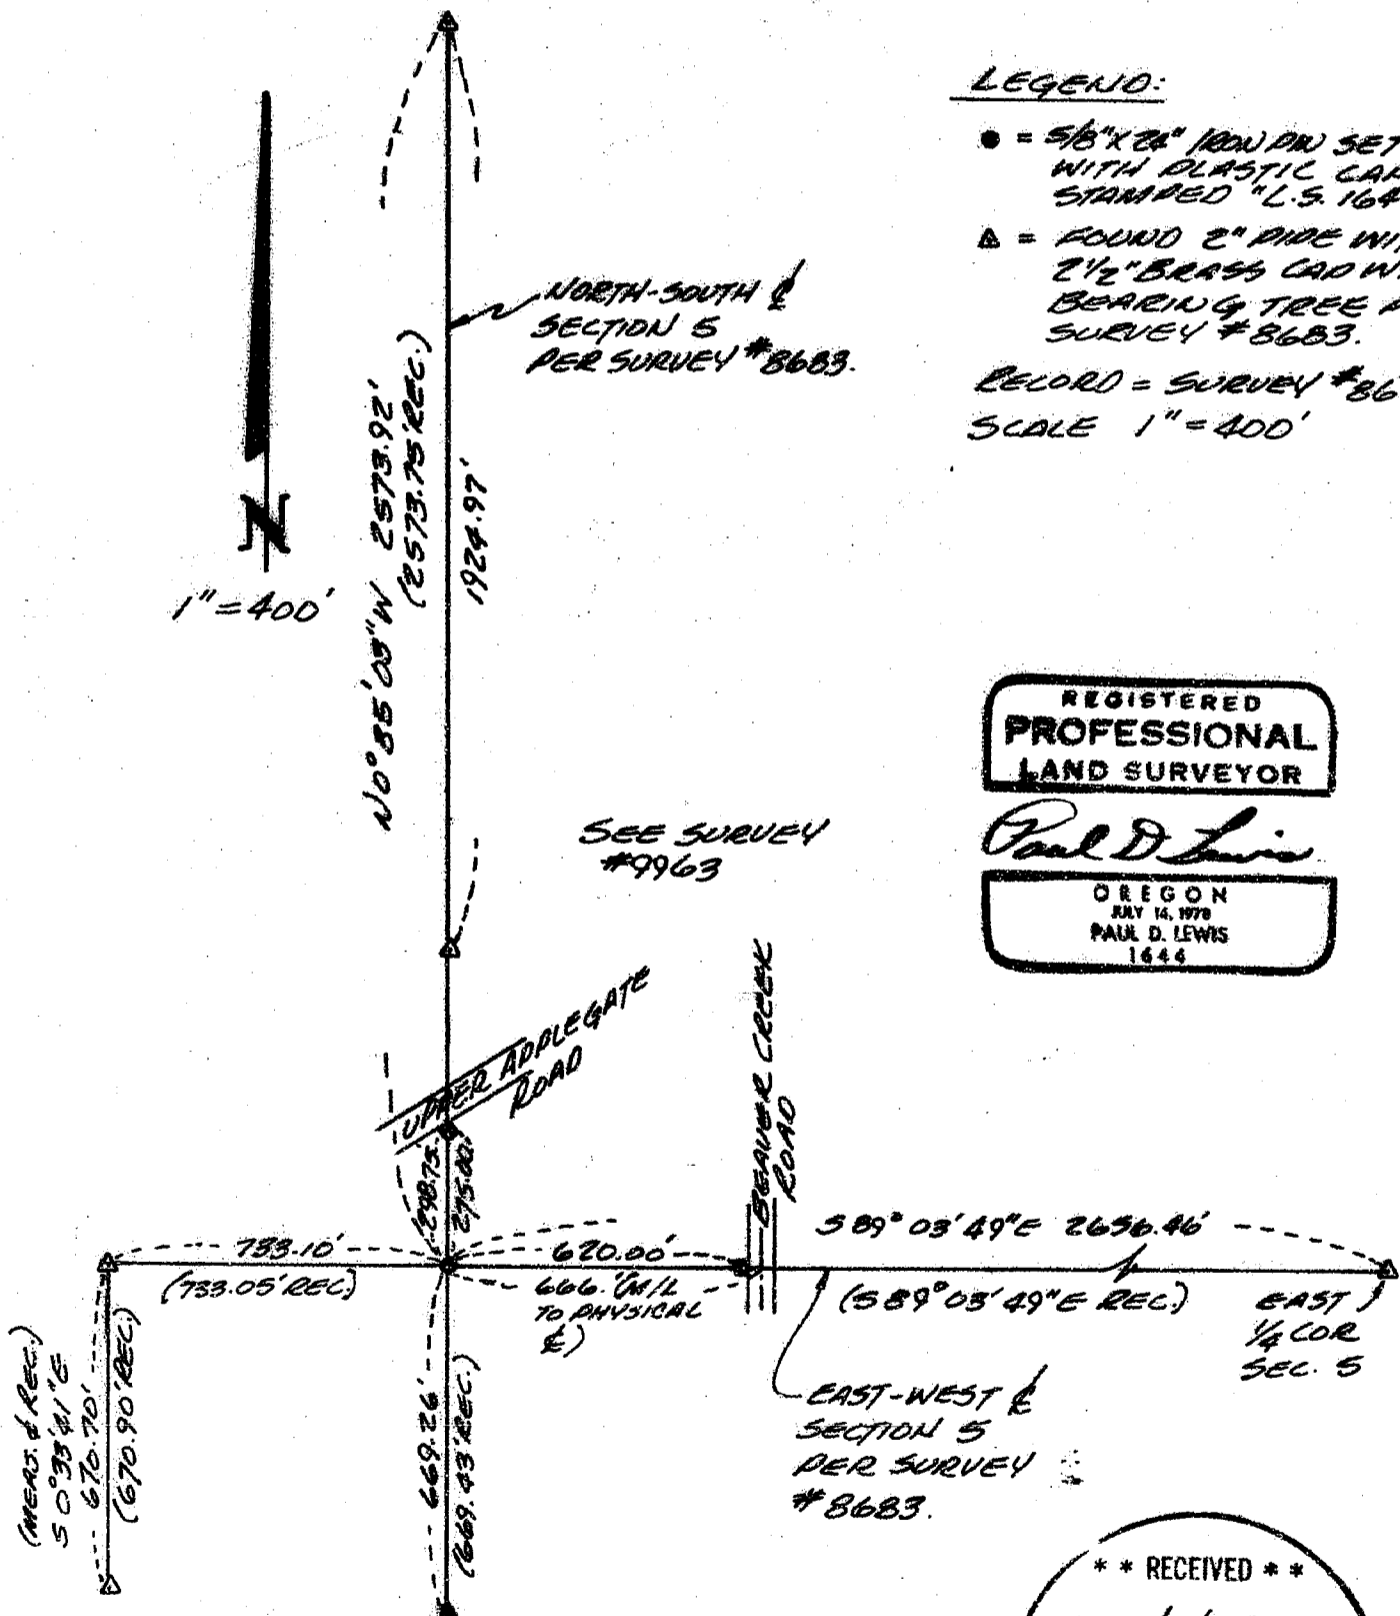 LEGEND:
● = 5/8"X24" IRON PIN SET
WITH PLASTIC CAP
STAMPED "L.S. 164
△ = FOUND 2" PIPE WI
2½" BRASS CAP W
BEARING TREE
SURVEY #8683.
RECORD = SURVEY #86
SCALE 1" = 400'
NORTH-SOUTH ℄
SECTION 5
PER SURVEY #8683.
N
1" = 400'
N0°85'03"W 2573.92'
(2573.75'REC.)
1924.97'
REGISTERED
PROFESSIONAL
LAND SURVEYOR
Paul D Lewis
OREGON
JULY 14, 1978
PAUL D. LEWIS
1644
SEE SURVEY
#9963
UPPER APPLEGATE
ROAD
BEAVER CREEK
ROAD
298.75'
275.00'
733.10'
(733.05'REC)
620.00'
666.'(M/L
TO PHYSICAL
℄)
S89°03'49"E 2656.46'
(S89°03'49"E REC.)
EAST
¼ COR
SEC. 5
EAST-WEST ℄
SECTION 5
PER SURVEY
#8683.
(MEAS. & REC.)
S0°33'41"E
670.70'
(670.90'REC.)
669.26'
(669.43'REC.)
* * RECEIVED * *